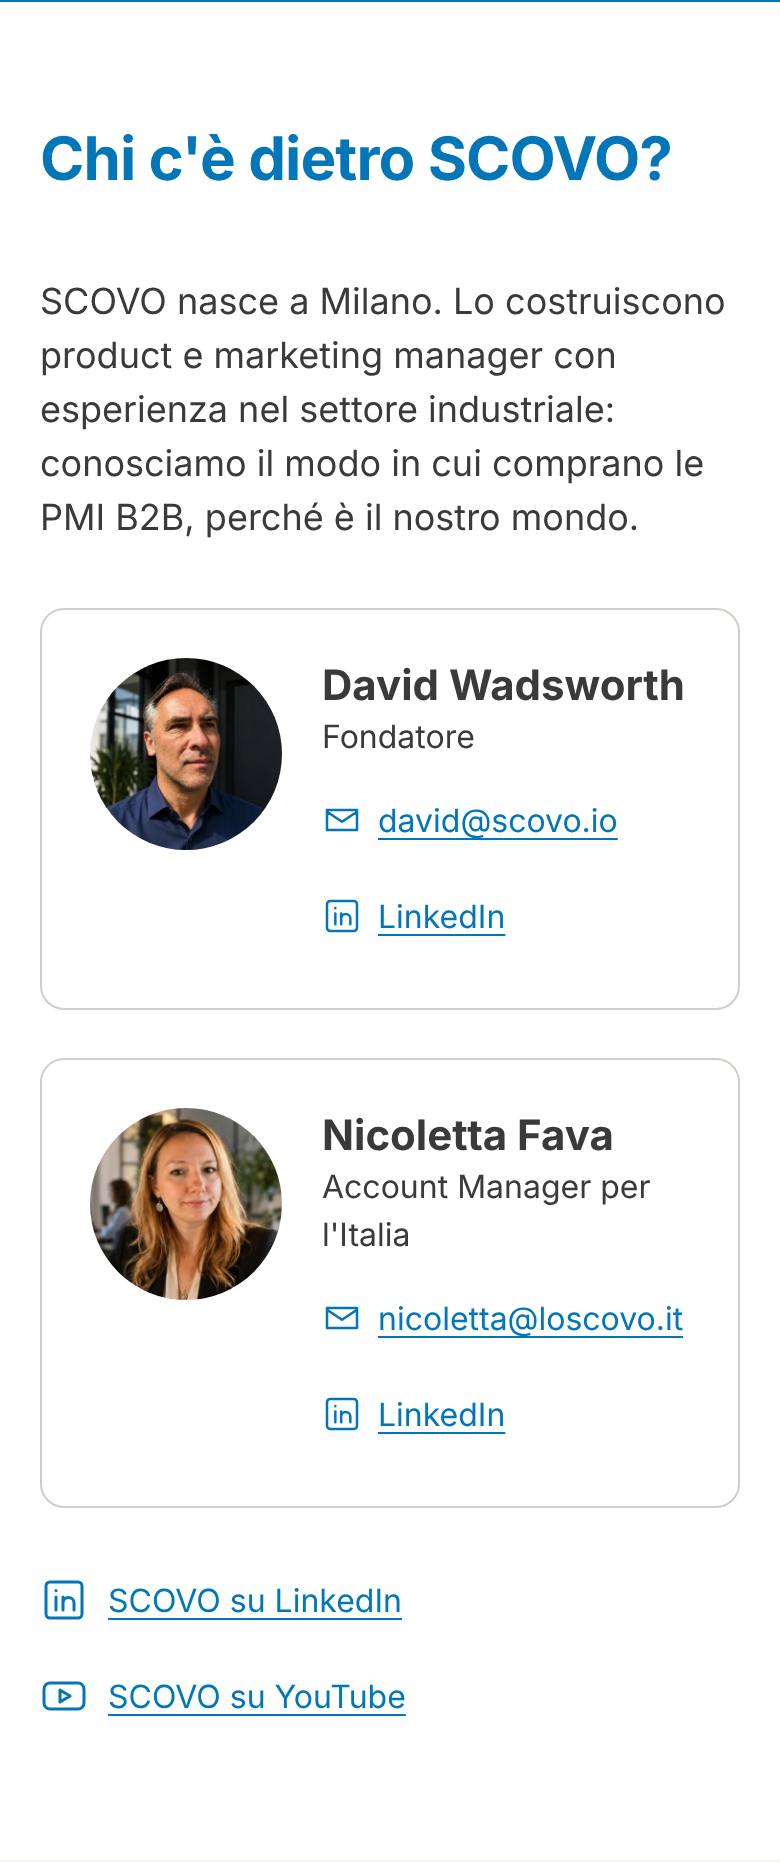 Chi c'è dietro SCOVO?
SCOVO nasce a Milano. Lo costruiscono
product e marketing manager con
esperienza nel settore industriale:
conosciamo il modo in cui comprano le
PMI B2B, perché è il nostro mondo.
David Wadsworth
Fondatore
david@scovo.io
LinkedIn
Nicoletta Fava
Account Manager per
l'Italia
nicoletta@loscovo.it
LinkedIn
SCOVO su LinkedIn
SCOVO su YouTube